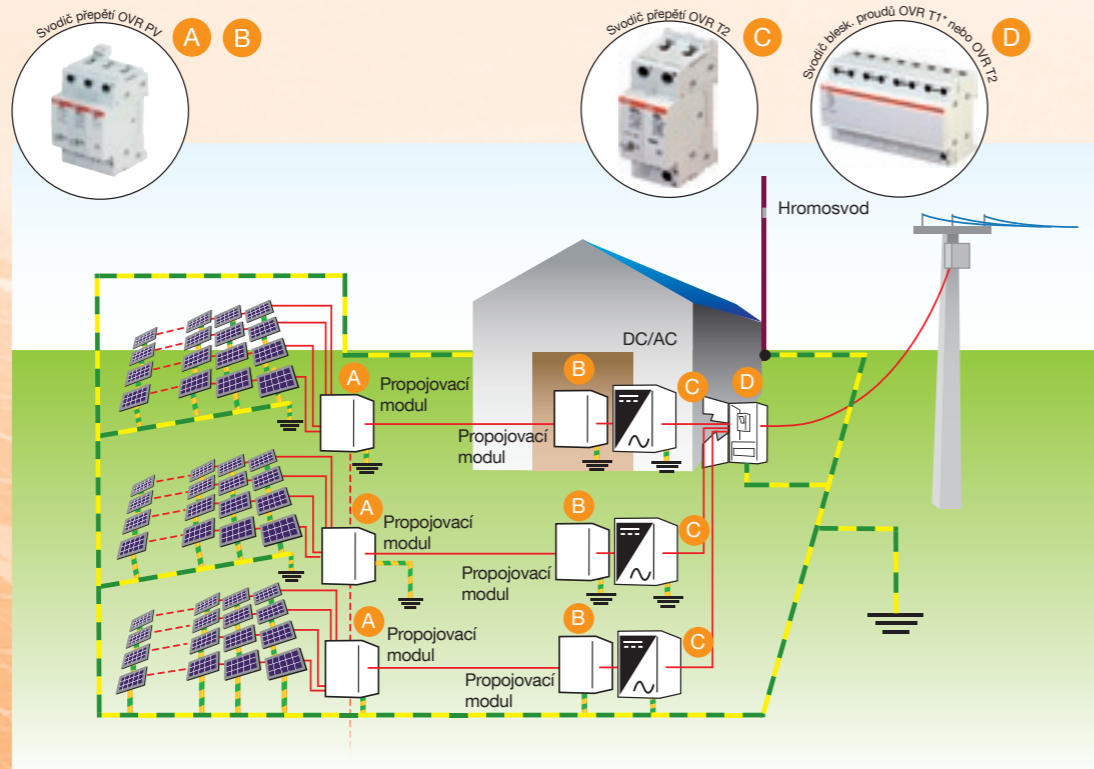 Svodič přepětí OVR PV
A
B
Svodič přepětí OVR T2
C
Svodič blesk. proudů OVR T1* nebo OVR T2
D
Hromosvod
DC/AC
A
Propojovací
modul
B
C
D
Propojovací
modul
A
Propojovací
modul
B
C
Propojovací
modul
A
Propojovací
modul
B
C
Propojovací
modul